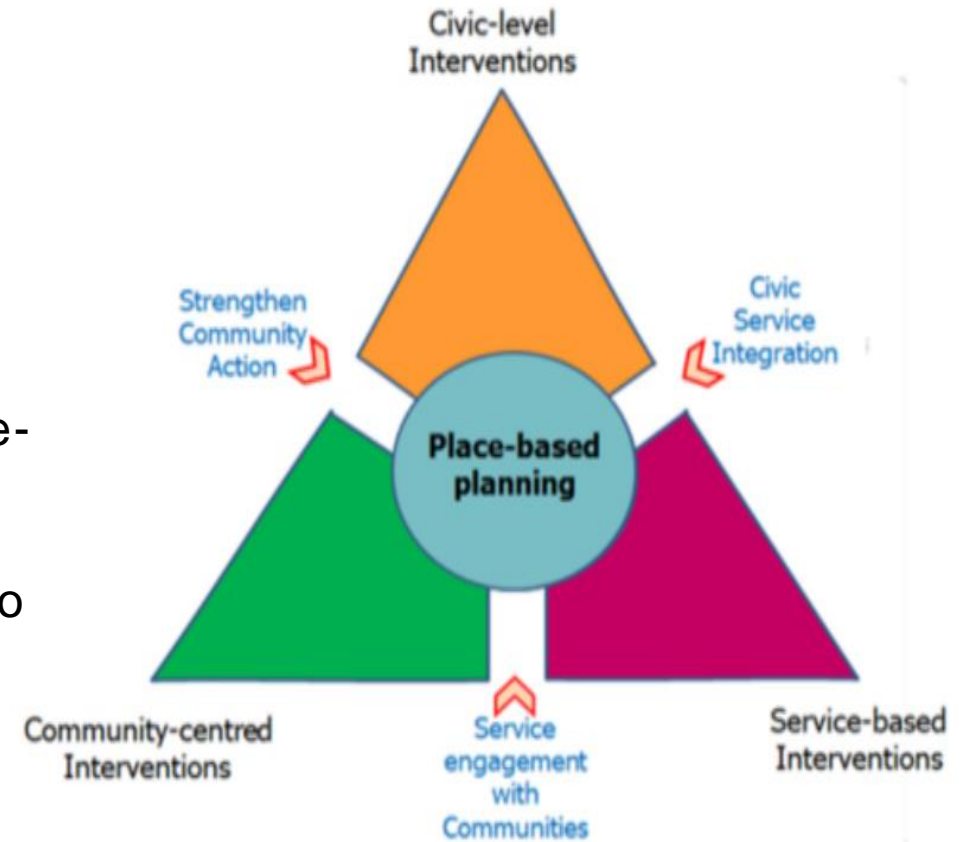 Civic-level
Interventions
Strengthen
Community
Action
Civic
Service
Integration
e-
Place-based
planning
o
Community-centred
Interventions
Service
engagement
with
Communities
Service-based
Interventions